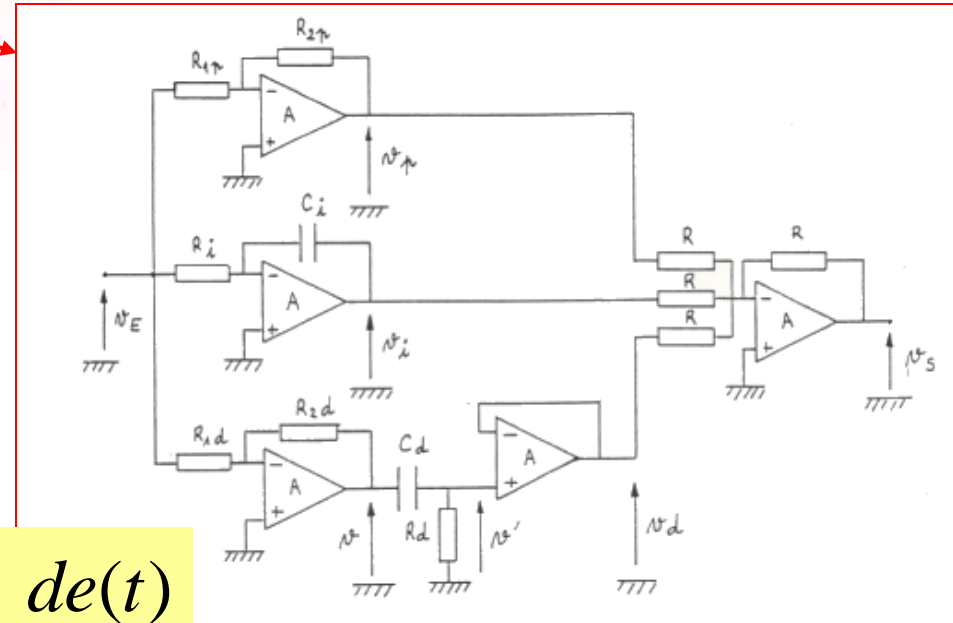 R2p
R1p
-
A
+
vp
Ci
Ri
-
A
+
vE
vi
R
R
R
R
-
A
+
vS
R2d
R1d
-
A
+
Cd
v
Rd
v'
-
A
+
vd
de(t)